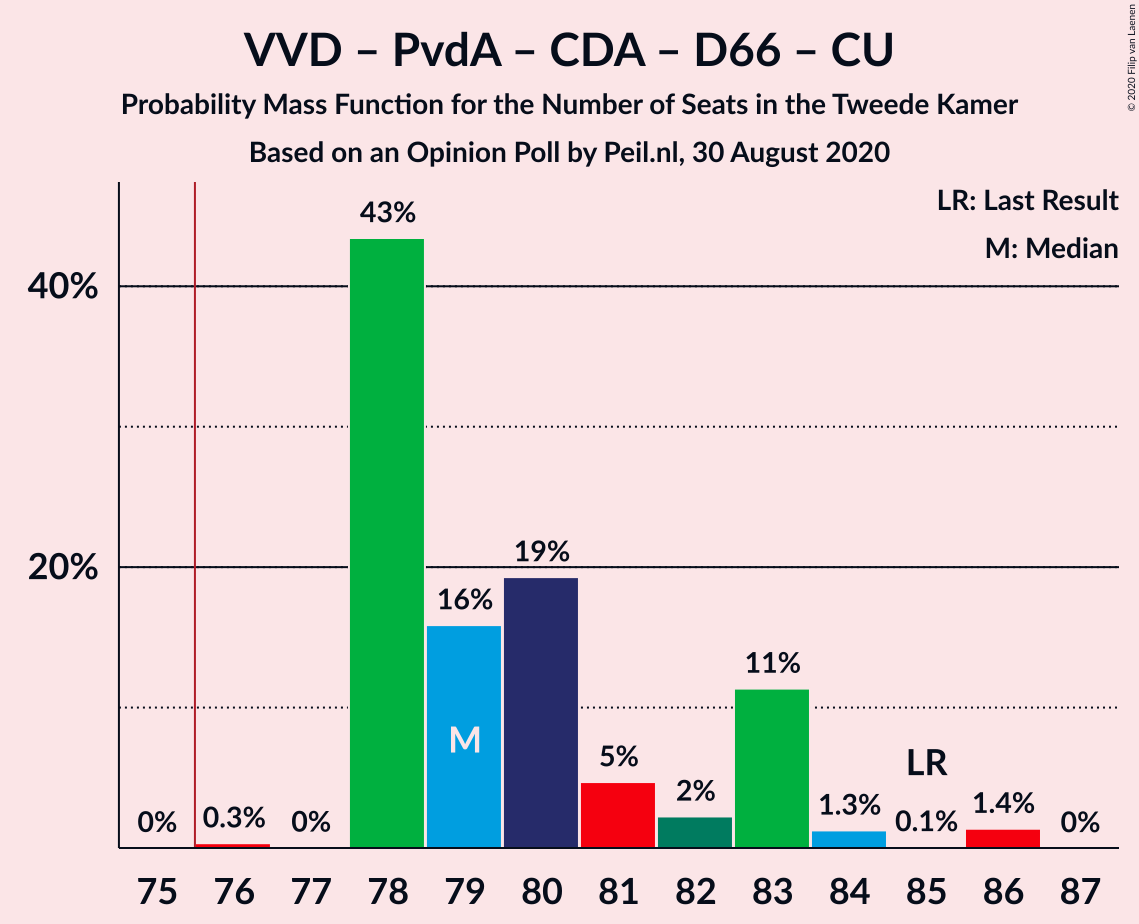 VVD – PvdA – CDA – D66 – CU
Probability Mass Function for the Number of Seats in the Tweede Kamer
Based on an Opinion Poll by Peil.nl, 30 August 2020
© 2020 Filip van Laenen
LR: Last Result
M: Median
40%
20%
0%
0.3%
0%
43%
16%
19%
5%
2%
11%
1.3%
0.1%
1.4%
0%
M
LR
75 76 77 78 79 80 81 82 83 84 85 86 87